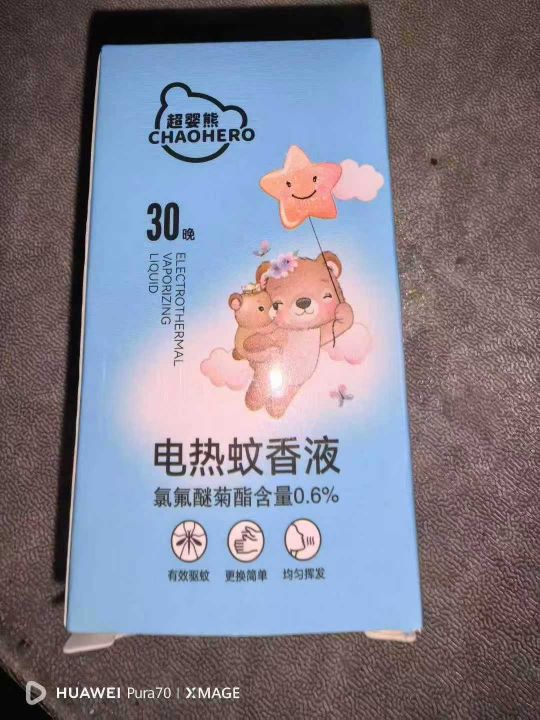 超婴熊
CHAOHERO
30晚
ELECTROTHERMAL
VAPORIZING
LIQUID
电热蚊香液
氯氟醚菊酯含量0.6%
有效驱蚊 更换简单 均匀挥发
HUAWEI Pura70 | XMAGE